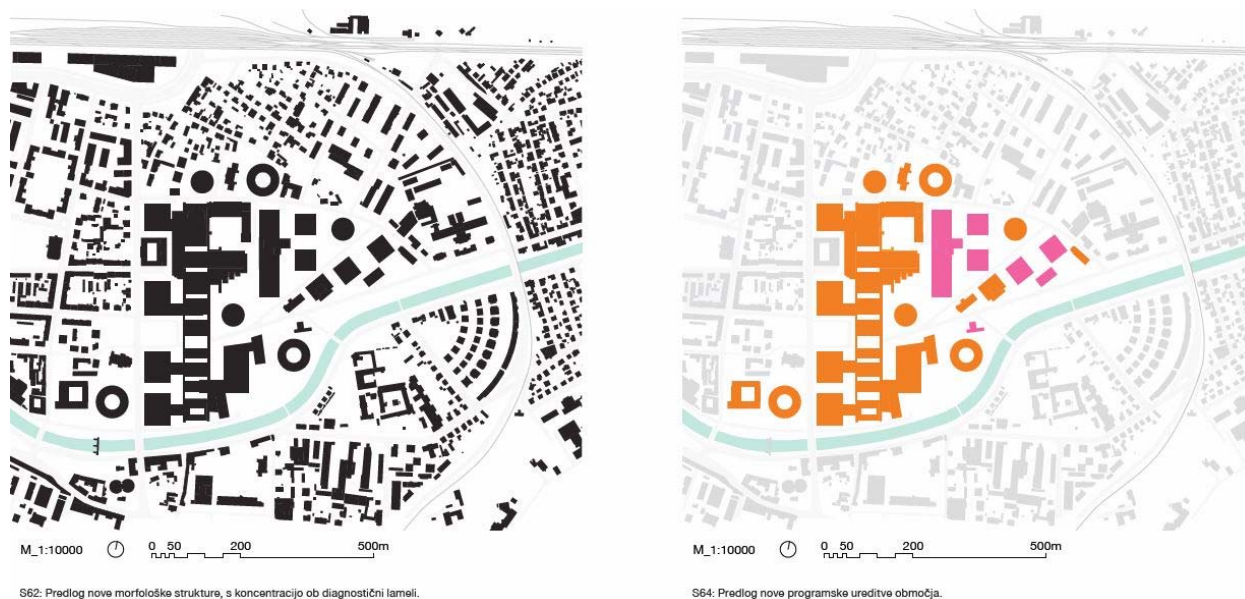 M_1:10000
0 50 200 500m
S62: Predlog nove morfološke strukture, s koncentracijo ob diagnostični lameli.
M_1:10000
0 50 200 500m
S64: Predlog nove programske ureditve območja.